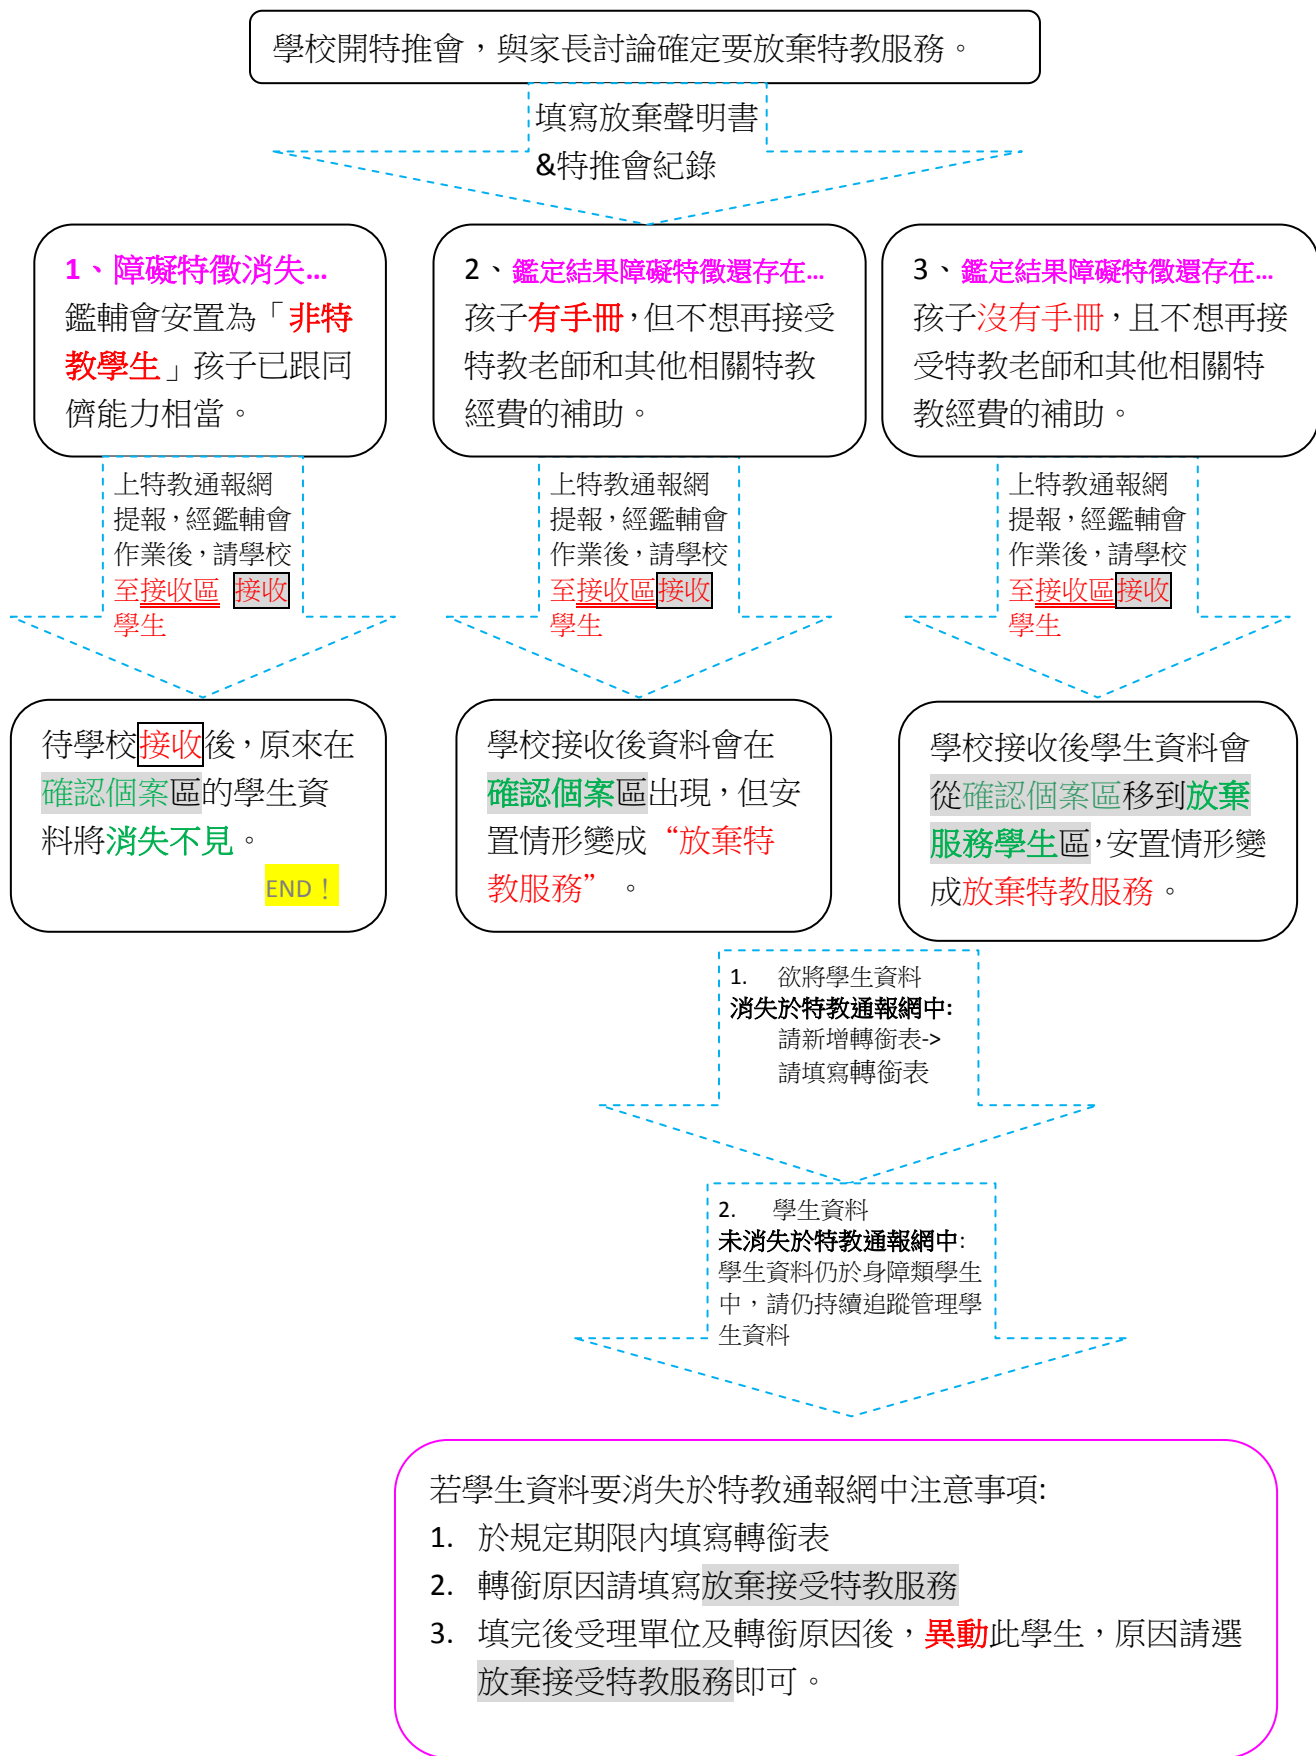 學校開特推會，與家長討論確定要放棄特教服務。
填寫放棄聲明書
&特推會紀錄
1、障礙特徵消失...
鑑輔會安置為「非特
教學生」孩子已跟同
儕能力相當。
2、鑑定結果障礙特徵還存在...
孩子有手冊，但不想再接受
特教老師和其他相關特教
經費的補助。
3、鑑定結果障礙特徵還存在...
孩子沒有手冊，且不想再接
受特教老師和其他相關特
教經費的補助。
上特教通報網
提報，經鑑輔會
作業後，請學校
至接收區 接收
學生
上特教通報網
提報，經鑑輔會
作業後，請學校
至接收區接收
學生
上特教通報網
提報，經鑑輔會
作業後，請學校
至接收區接收
學生
待學校接收後，原來在
確認個案區的學生資
料將消失不見。
END！
學校接收後資料會在
確認個案區出現，但安
置情形變成“放棄特
教服務”。
學校接收後學生資料會
從確認個案區移到放棄
服務學生區，安置情形變
成放棄特教服務。
1. 欲將學生資料
消失於特教通報網中:
請新增轉銜表->
請填寫轉銜表
2. 學生資料
未消失於特教通報網中:
學生資料仍於身障類學生
中，請仍持續追蹤管理學
生資料
若學生資料要消失於特教通報網中注意事項:
1. 於規定期限內填寫轉銜表
2. 轉銜原因請填寫放棄接受特教服務
3. 填完後受理單位及轉銜原因後，異動此學生，原因請選
放棄接受特教服務即可。